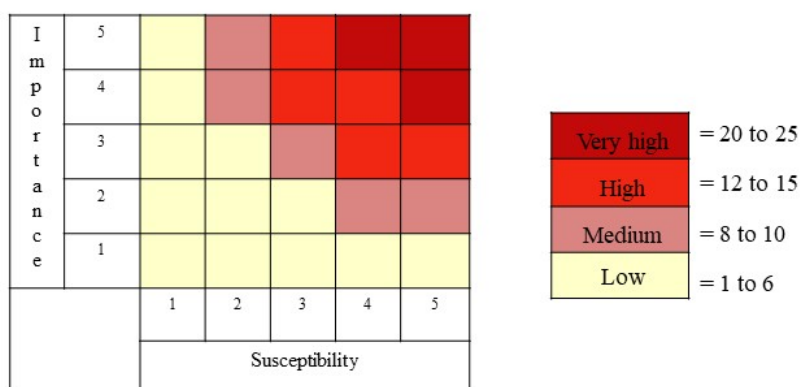 Importance
5
4
3
2
1
1 2 3 4 5
Susceptibility
Very high = 20 to 25
High = 12 to 15
Medium = 8 to 10
Low = 1 to 6